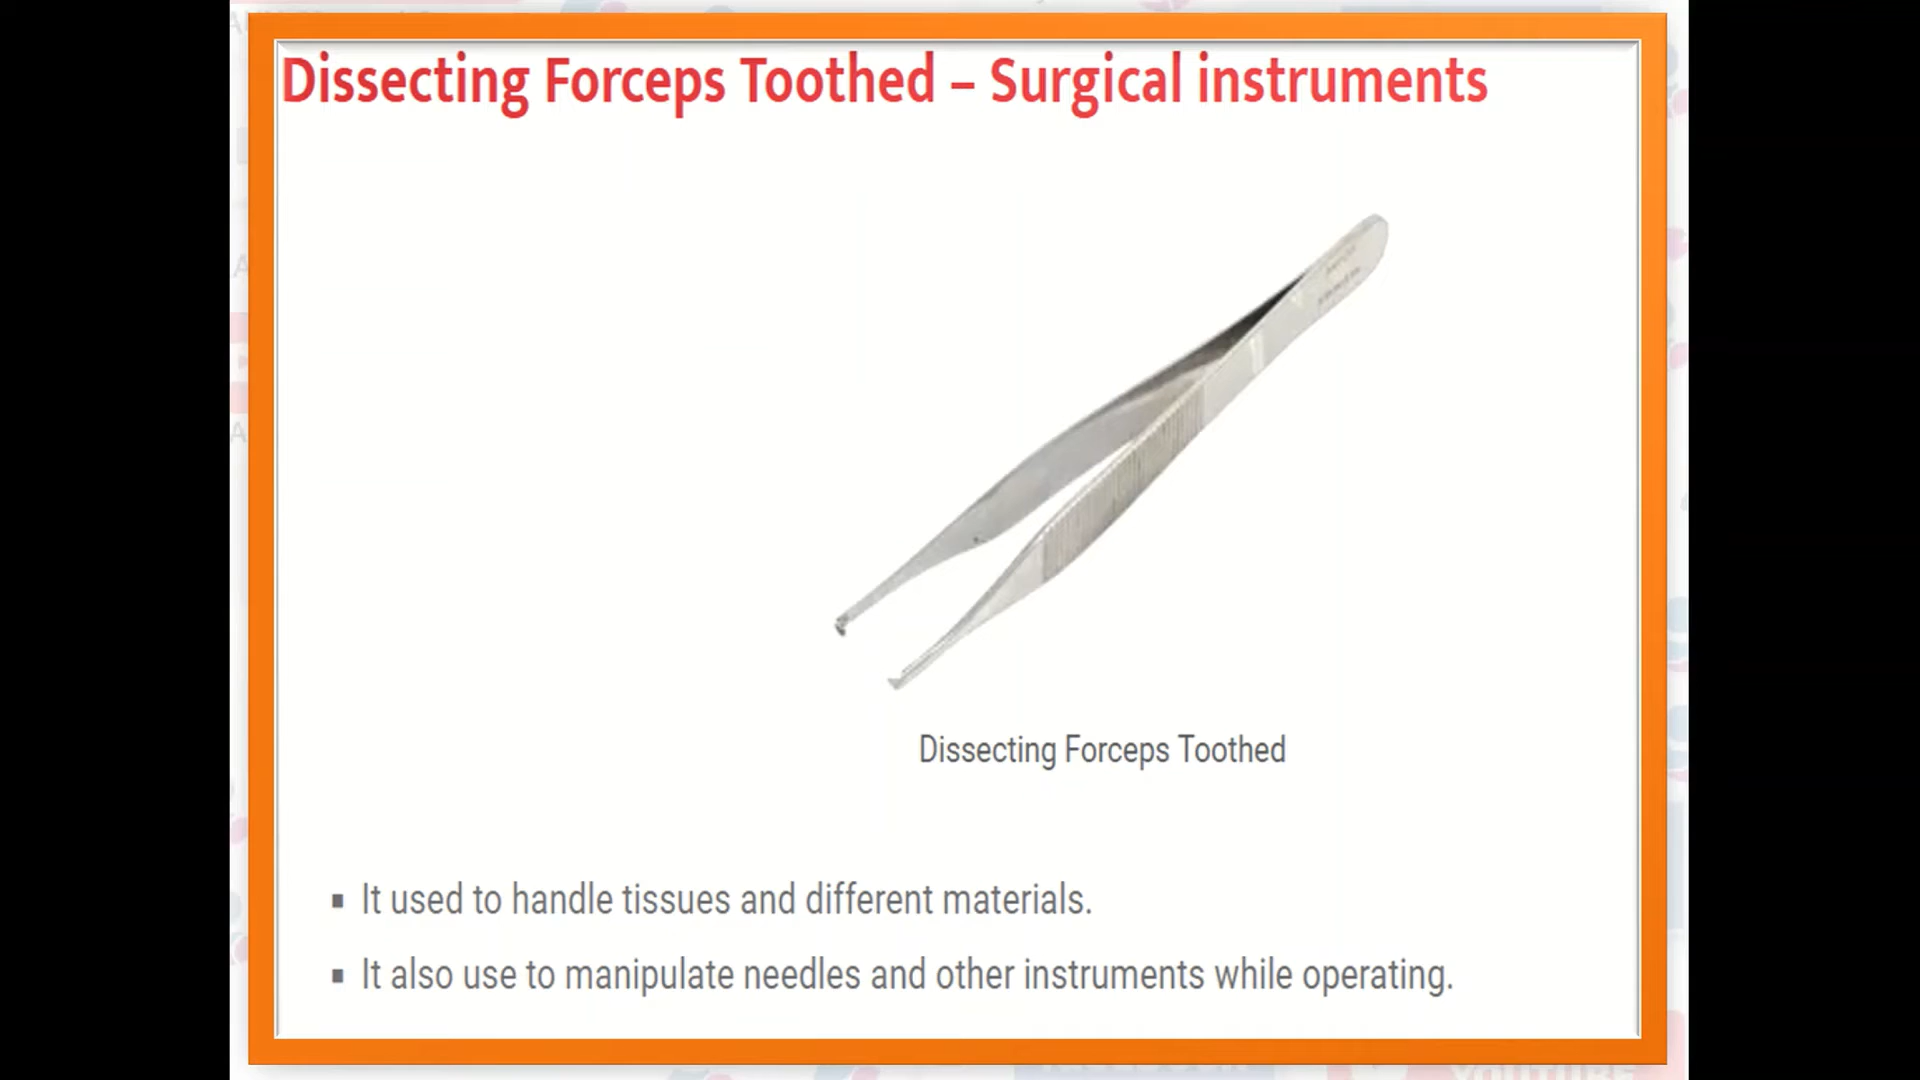 Dissecting Forceps Toothed – Surgical instruments
Dissecting Forceps Toothed
▪ It used to handle tissues and different materials.
▪ It also use to manipulate needles and other instruments while operating.
YOUTUBE